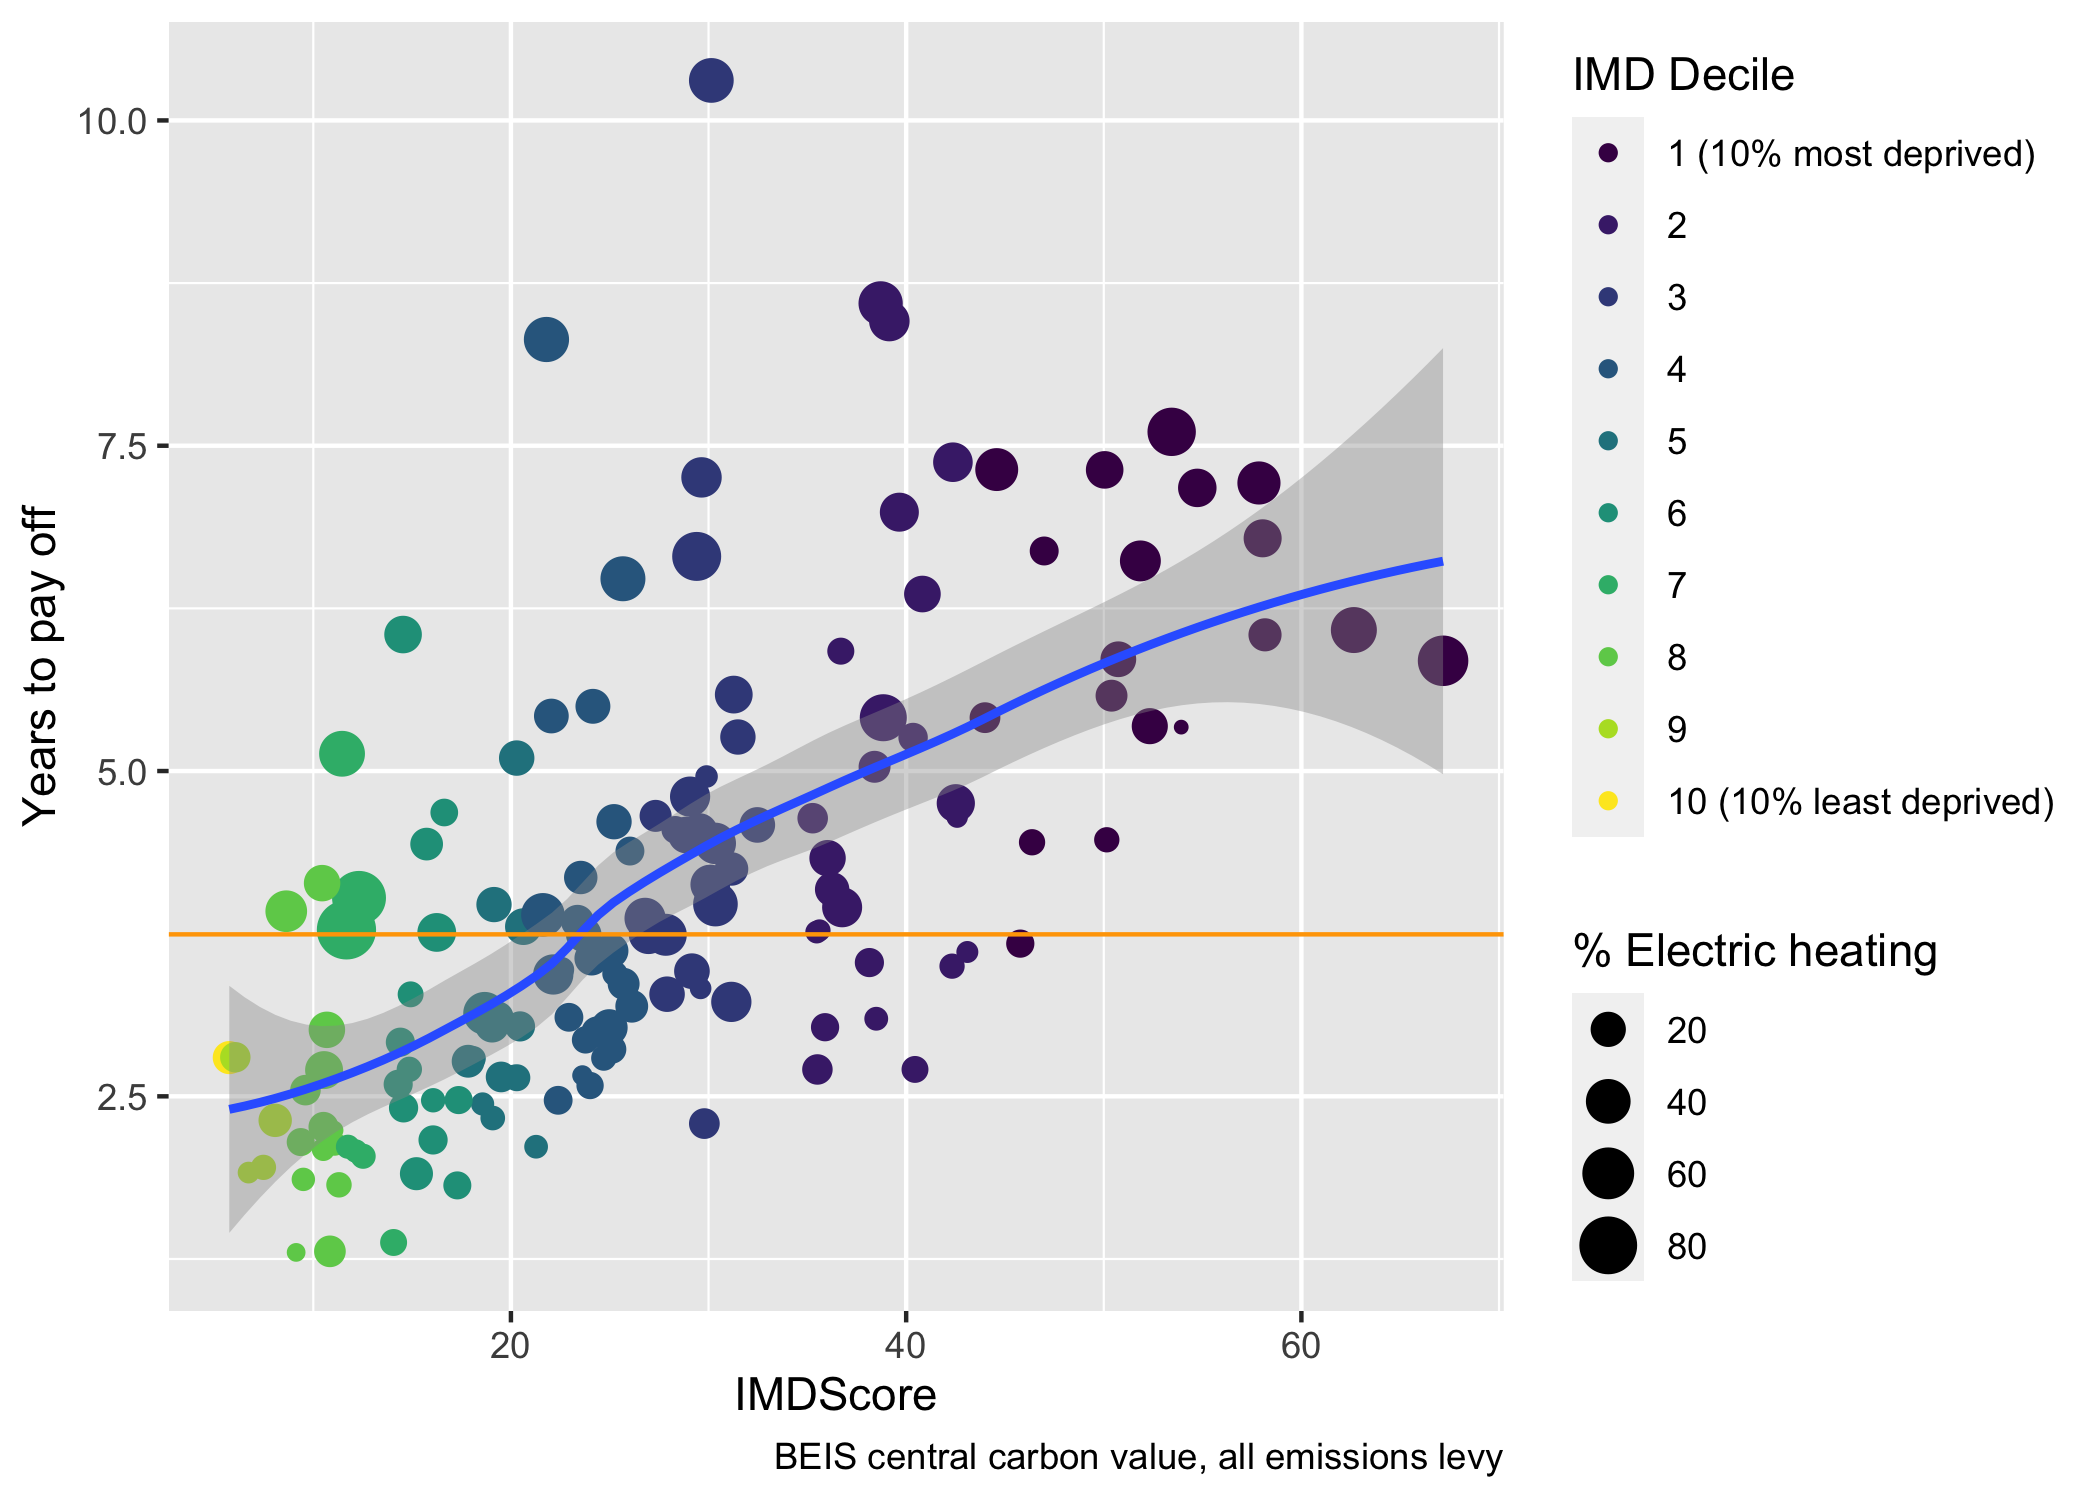 Years to pay off
10.0
7.5
5.0
2.5
20
40
60
IMDScore
BEIS central carbon value, all emissions levy
IMD Decile
1 (10% most deprived)
2
3
4
5
6
7
8
9
10 (10% least deprived)
% Electric heating
20
40
60
80